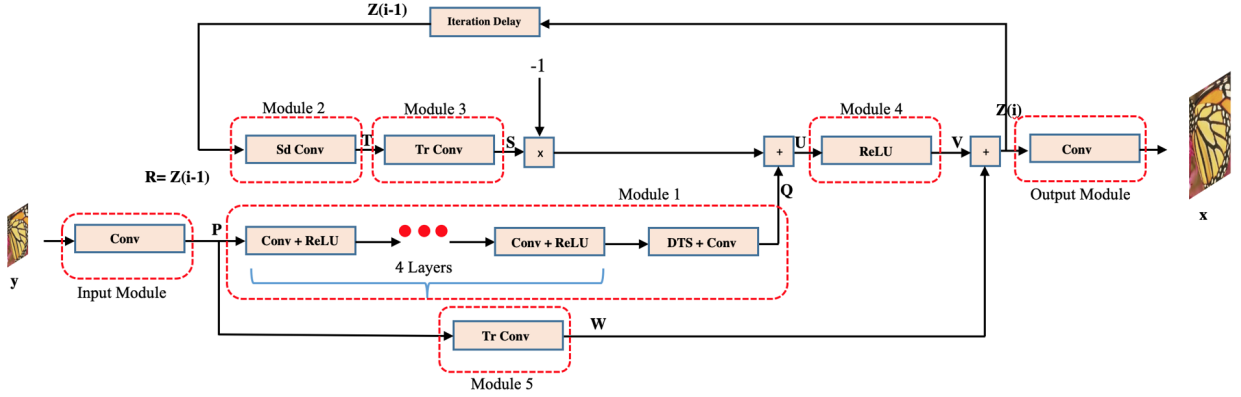 Z(i-1)
Iteration Delay
-1
Module 2
Module 3
Module 4
Z(i)
Sd Conv
T
Tr Conv
S
x
+
U
ReLU
V
+
Conv
R= Z(i-1)
Output Module
Module 1
Q
x
P
Conv
Conv + ReLU
Conv + ReLU
DTS + Conv
y
Input Module
4 Layers
Tr Conv
W
Module 5